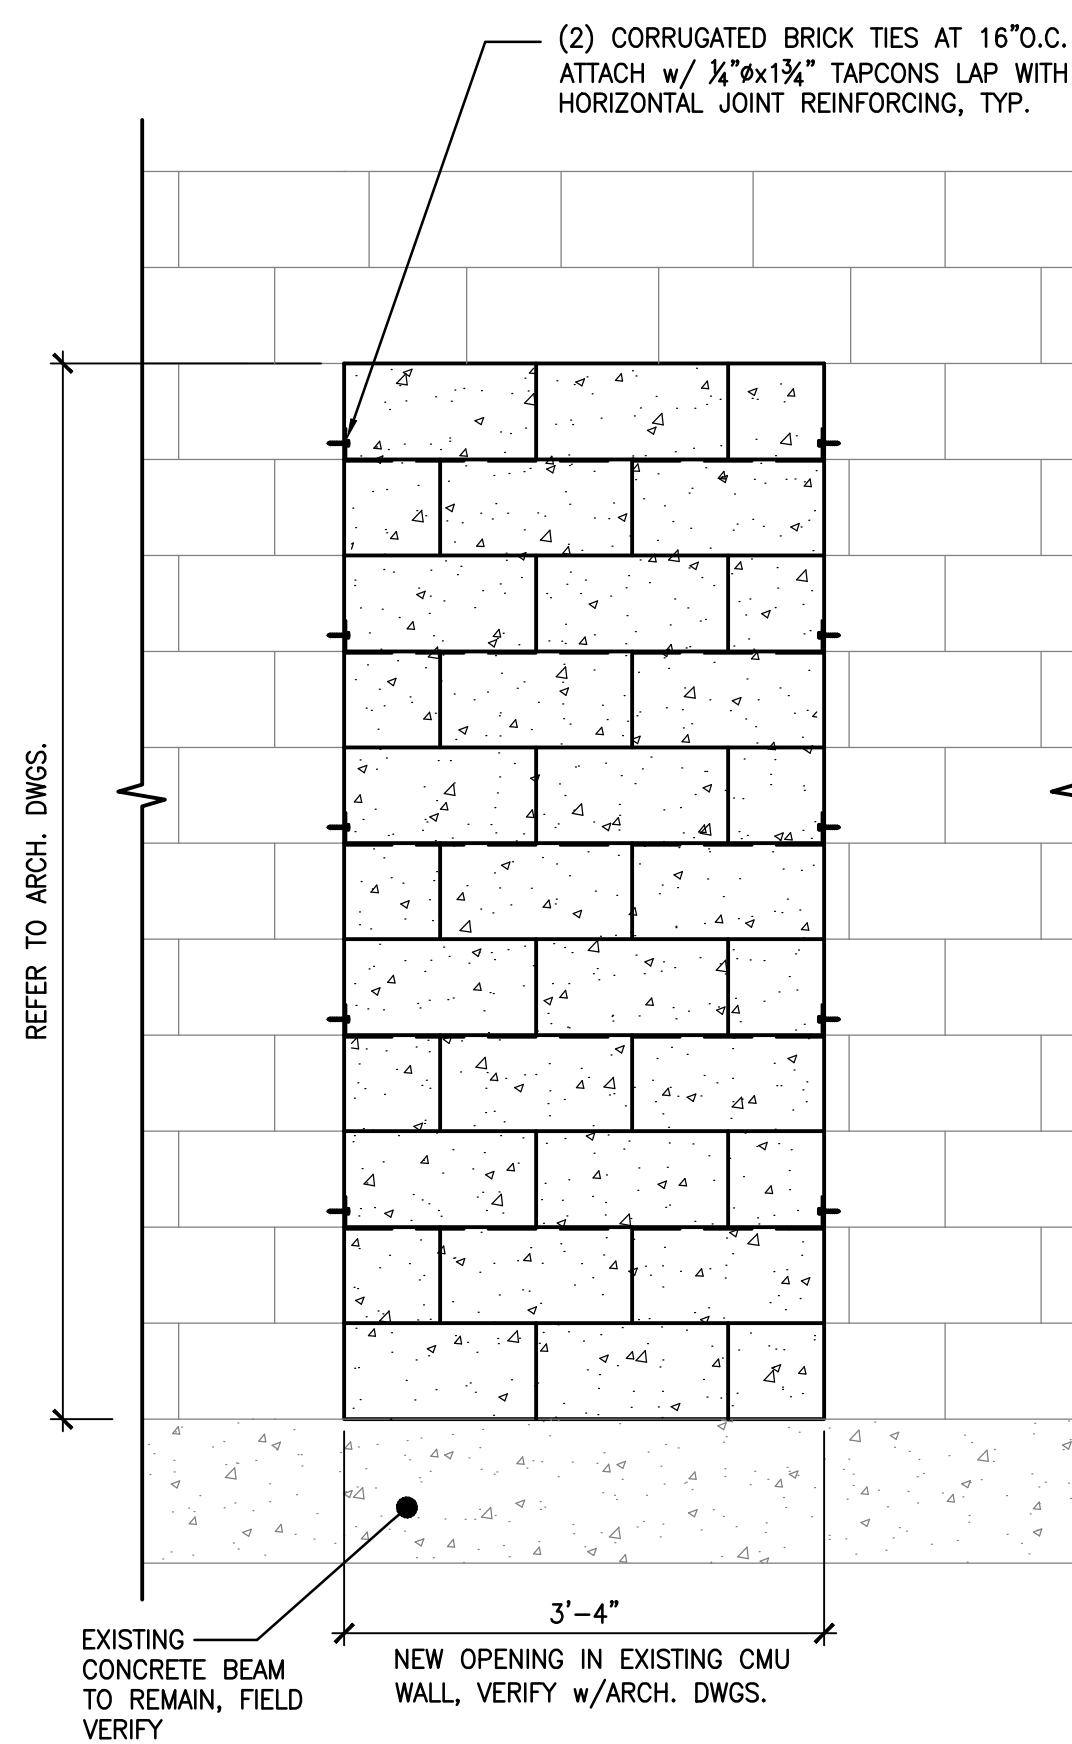 (2) CORRUGATED BRICK TIES AT 16"O.C.
ATTACH w/ ¼"øx1¾" TAPCONS LAP WITH
HORIZONTAL JOINT REINFORCING, TYP.
REFER TO ARCH. DWGS.
3'-4"
NEW OPENING IN EXISTING CMU
WALL, VERIFY w/ARCH. DWGS.
EXISTING
CONCRETE BEAM
TO REMAIN, FIELD
VERIFY